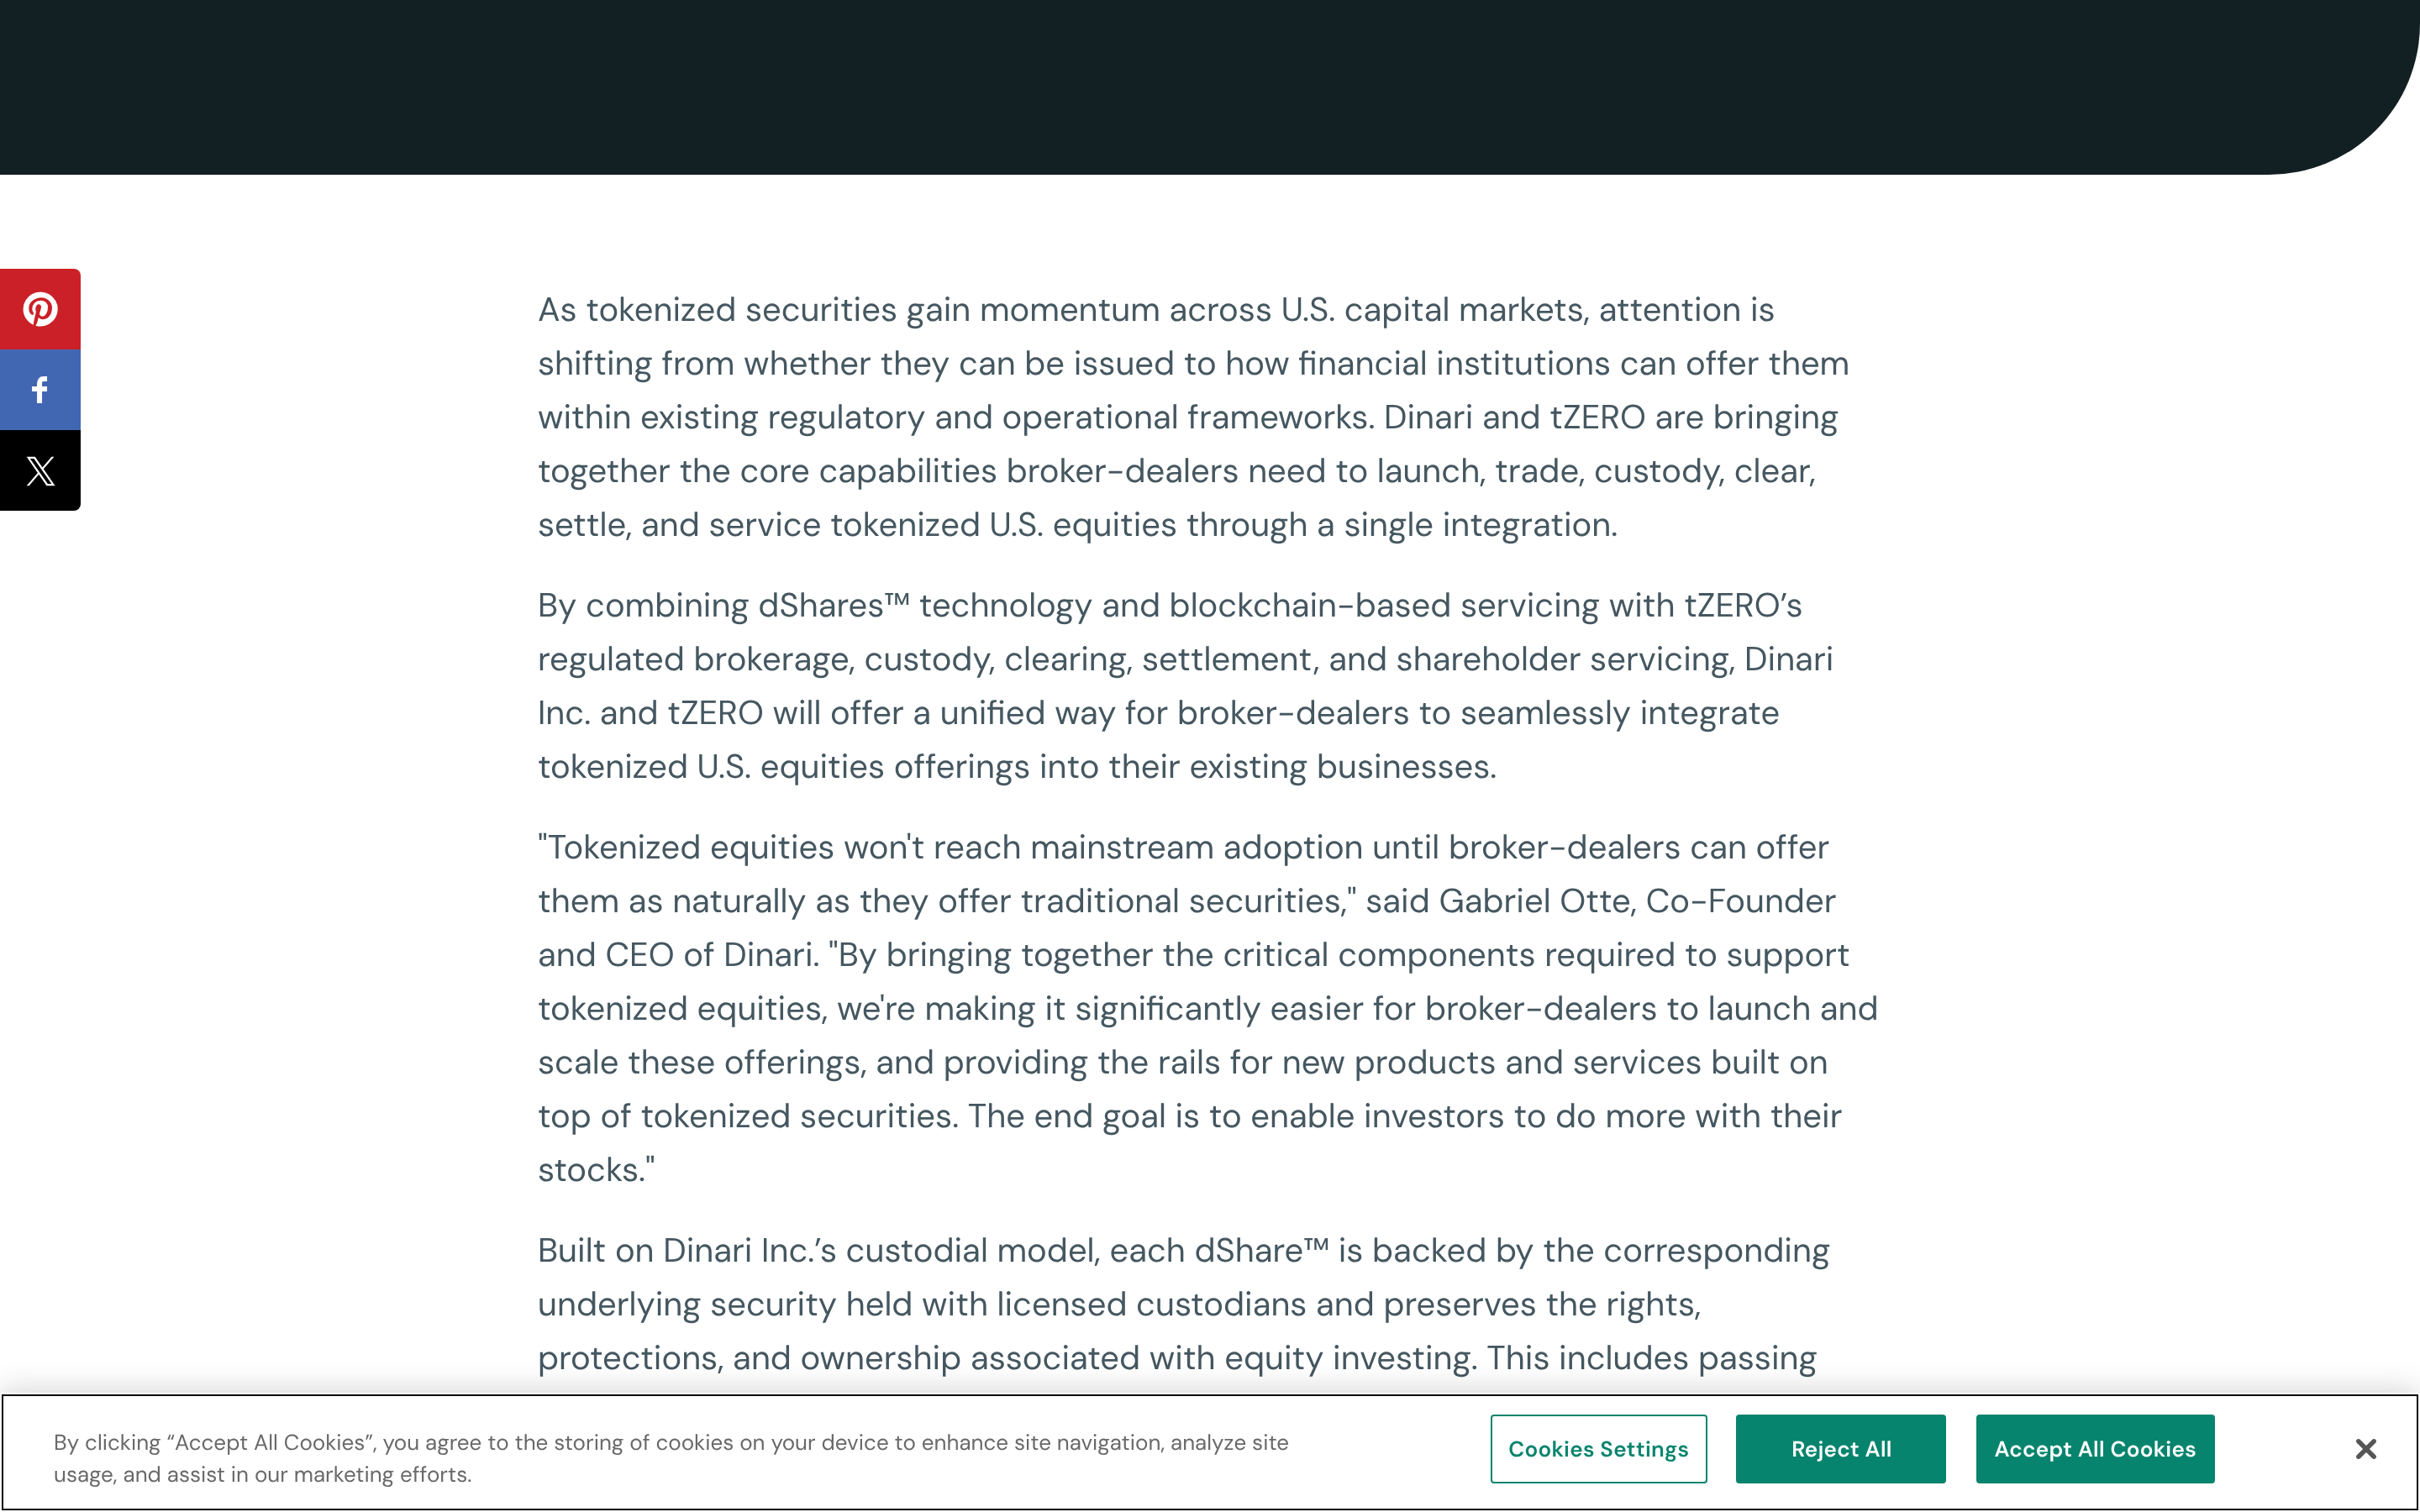 As tokenized securities gain momentum across U.S. capital markets, attention is
shifting from whether they can be issued to how financial institutions can offer them
within existing regulatory and operational frameworks. Dinari and tZERO are bringing
together the core capabilities broker-dealers need to launch, trade, custody, clear,
settle, and service tokenized U.S. equities through a single integration.
By combining dShares™ technology and blockchain-based servicing with tZERO’s
regulated brokerage, custody, clearing, settlement, and shareholder servicing, Dinari
Inc. and tZERO will offer a unified way for broker-dealers to seamlessly integrate
tokenized U.S. equities offerings into their existing businesses.
"Tokenized equities won't reach mainstream adoption until broker-dealers can offer
them as naturally as they offer traditional securities," said Gabriel Otte, Co-Founder
and CEO of Dinari. "By bringing together the critical components required to support
tokenized equities, we're making it significantly easier for broker-dealers to launch and
scale these offerings, and providing the rails for new products and services built on
top of tokenized securities. The end goal is to enable investors to do more with their
stocks."
Built on Dinari Inc.’s custodial model, each dShare™ is backed by the corresponding
underlying security held with licensed custodians and preserves the rights,
protections, and ownership associated with equity investing. This includes passing
By clicking “Accept All Cookies”, you agree to the storing of cookies on your device to enhance site navigation, analyze site
usage, and assist in our marketing efforts.
Cookies Settings
Reject All
Accept All Cookies